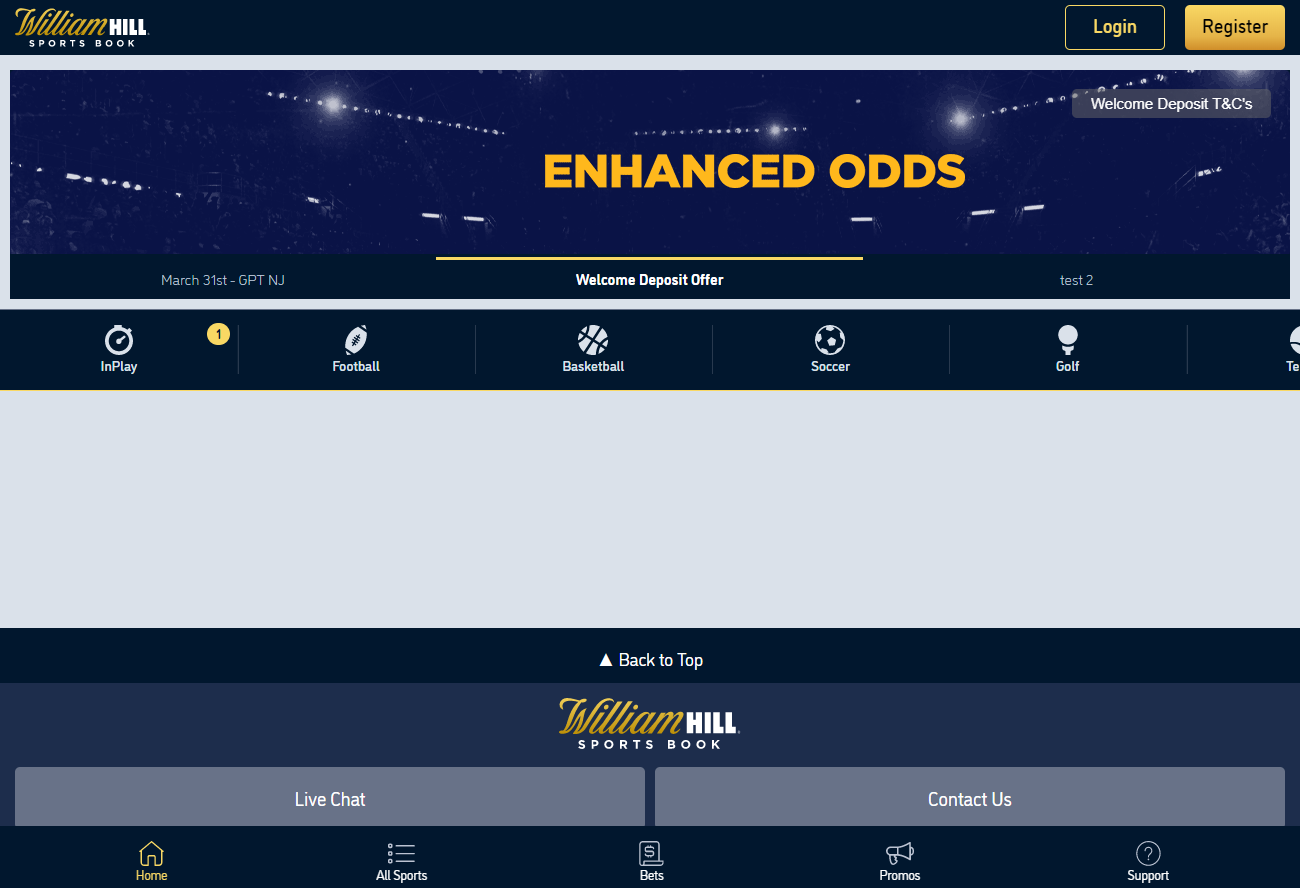 William HILL
SPORTS BOOK
Login
Register
Welcome Deposit T&C's
ENHANCED ODDS
March 31st - GPT NJ
Welcome Deposit Offer
test 2
1
InPlay
Football
Basketball
Soccer
Golf
Te
▲ Back to Top
William HILL
SPORTS BOOK
Live Chat
Contact Us
Home
All Sports
Bets
Promos
Support